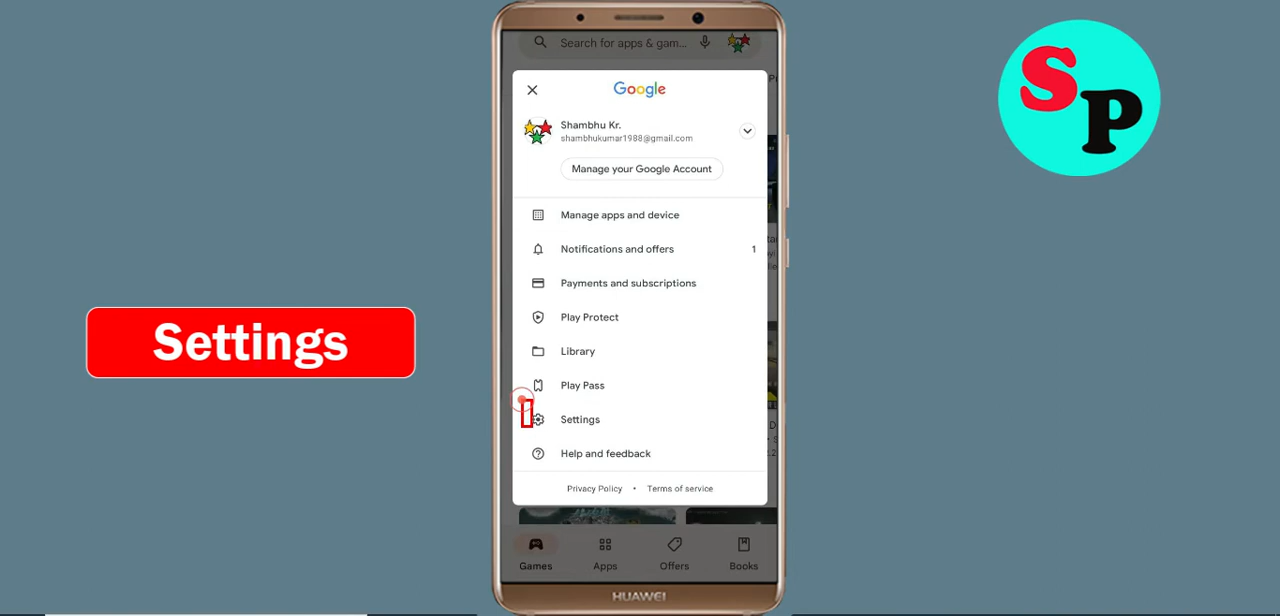 Search for apps & gam...
Google
Shambhu Kr.
shambhukumar1988@gmail.com
Manage your Google Account
Manage apps and device
Notifications and offers 1
Payments and subscriptions
Play Protect
Library
Play Pass
Settings
Help and feedback
Privacy Policy • Terms of service
Games Apps Offers Books
HUAWEI
Settings
SP